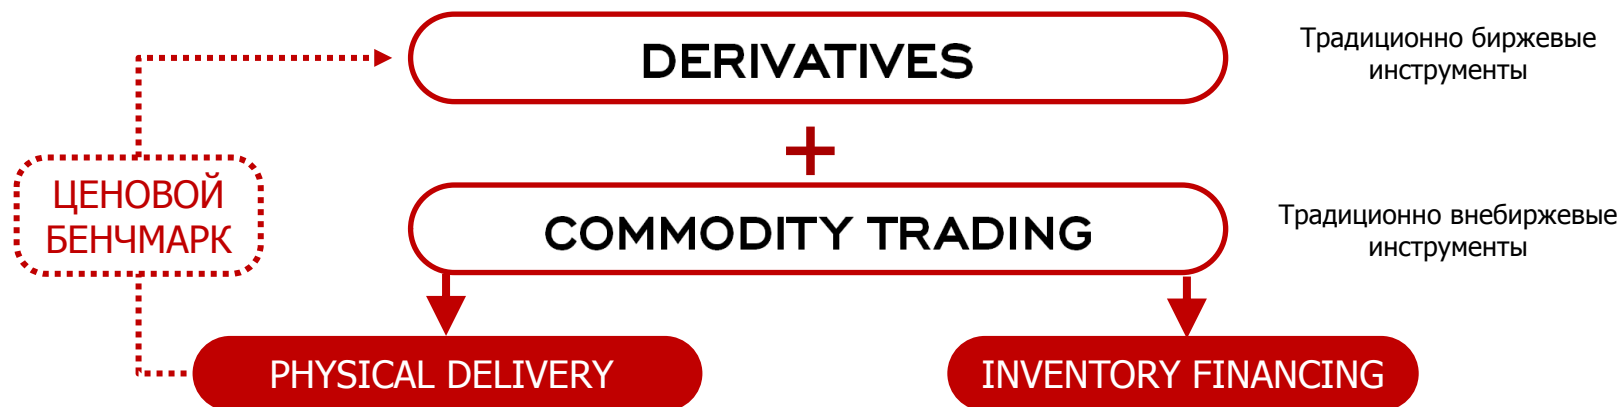 DERIVATIVES
Традиционно биржевые
инструменты
ЦЕНОВОЙ
БЕНЧМАРК
COMMODITY TRADING
Традиционно внебиржевые
инструменты
PHYSICAL DELIVERY
INVENTORY FINANCING